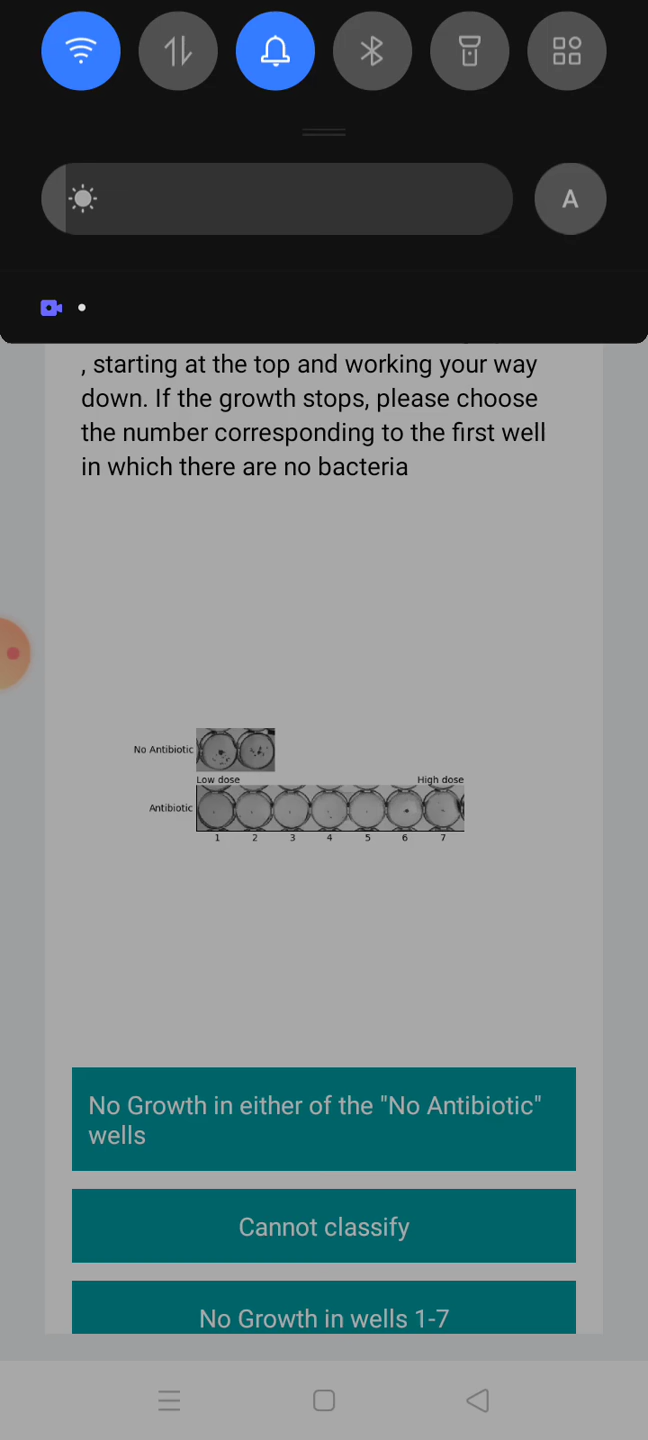 A
, starting at the top and working your way
down. If the growth stops, please choose
the number corresponding to the first well
in which there are no bacteria
No Antibiotic
Low dose High dose
Antibiotic
1 2 3 4 5 6 7
No Growth in either of the "No Antibiotic"
wells
Cannot classify
No Growth in wells 1-7